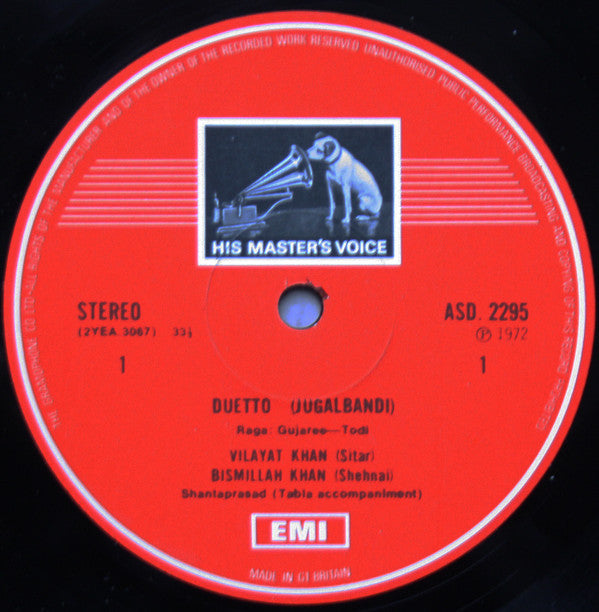 THE GRAMOPHONE CO LTD·ALL RIGHTS OF THE MANUFACTURER AND OF THE OWNER OF THE RECORDED WORK RESERVED UNAUTHORISED PUBLIC PERFORMANCE BROADCASTING AND COPYING OF THIS RECORD PROHIBITED
HIS MASTER'S VOICE
STEREO
(2YEA.3067) 33⅓
1
ASD. 2295
Ⓟ 1972
1
DUETTO (JUGALBANDI)
Raga: Gujaree—Todi
VILAYAT KHAN (Sitar)
BISMILLAH KHAN (Shehnai)
Shantaprasad (Tabla accompaniment)
EMI
MADE IN GT BRITAIN